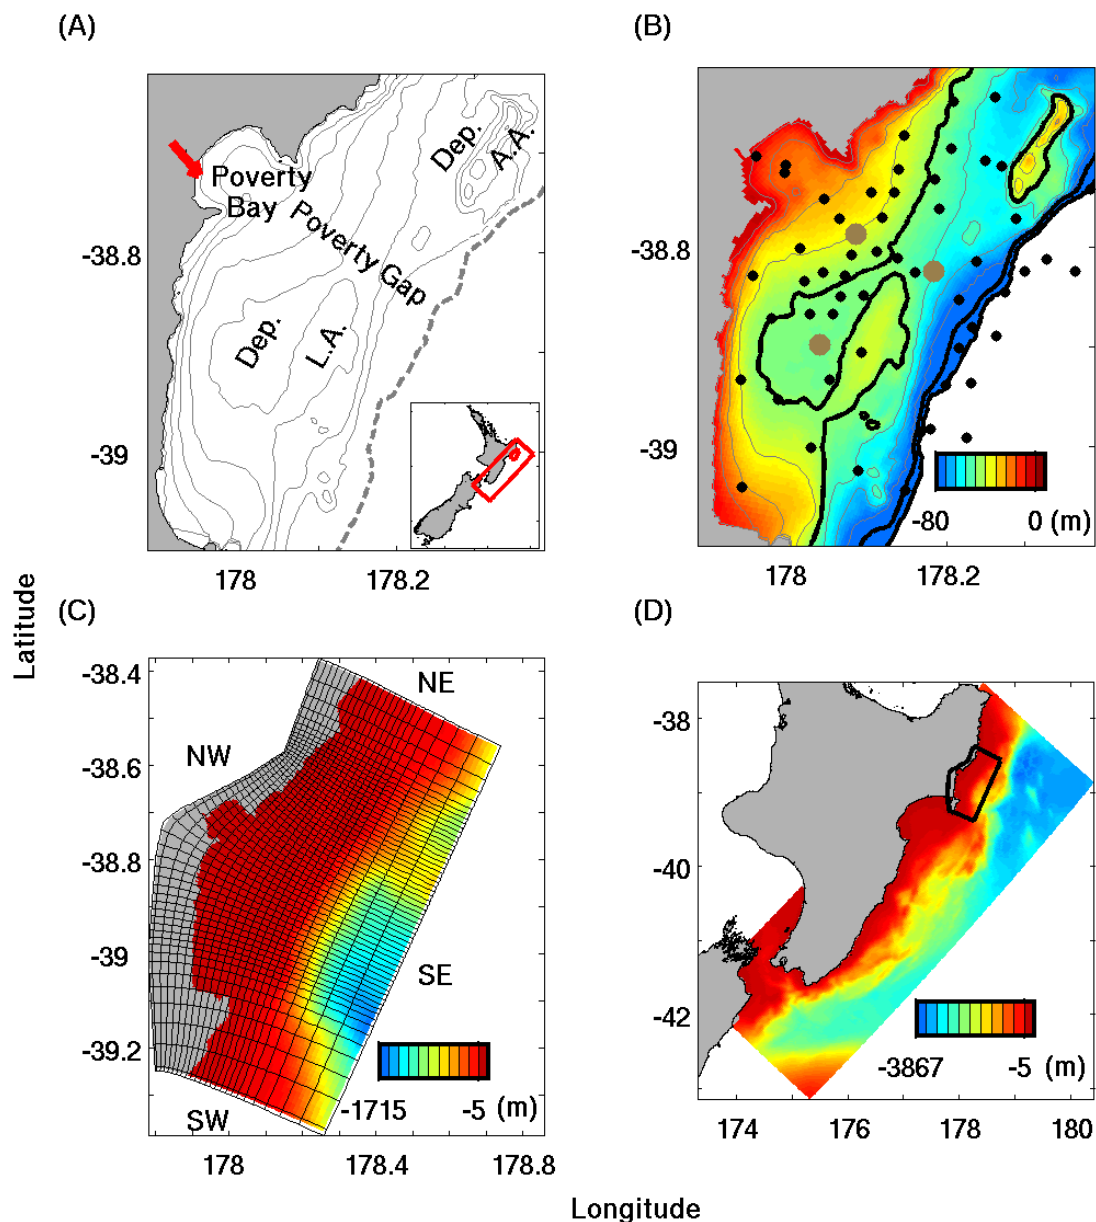 (A)
Dep.
A.A.
Poverty
Bay
Poverty Gap
Dep.
L.A.
-38.8
-39
178
178.2
(B)
-38.8
-39
-80
0 (m)
178
178.2
Latitude
(C)
-38.4
-38.6
-38.8
-39
-39.2
NE
NW
SE
SW
-1715
-5 (m)
178
178.4
178.8
(D)
-38
-40
-42
-3867
-5 (m)
174
176
178
180
Longitude